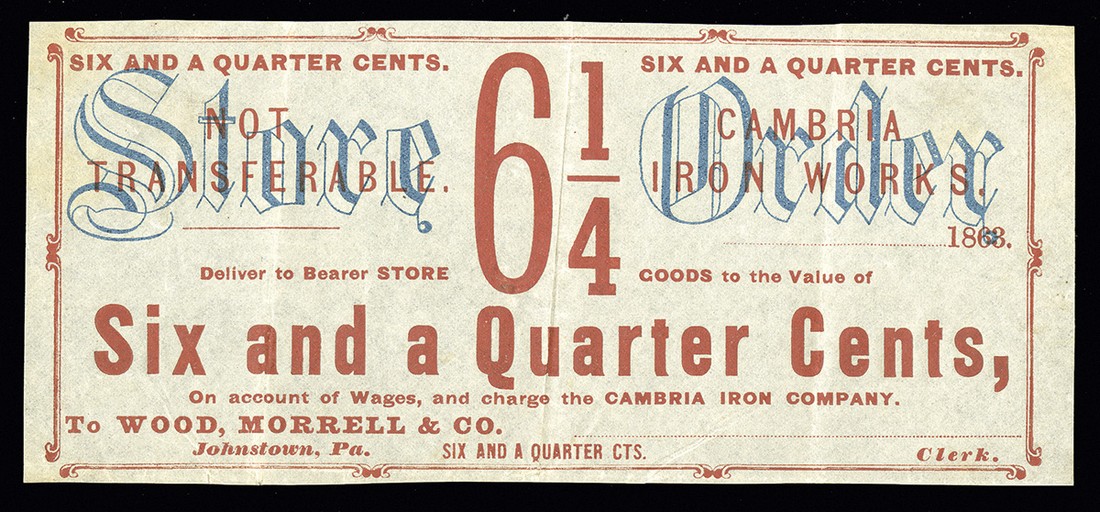 SIX AND A QUARTER CENTS. 6 1/4 SIX AND A QUARTER CENTS.
Store Order
NOT CAMBRIA
TRANSFERABLE. IRON WORKS.
1863.
Deliver to Bearer STORE GOODS to the Value of
Six and a Quarter Cents,
On account of Wages, and charge the CAMBRIA IRON COMPANY.
To WOOD, MORRELL & CO.
Johnstown, Pa. SIX AND A QUARTER CTS. Clerk.